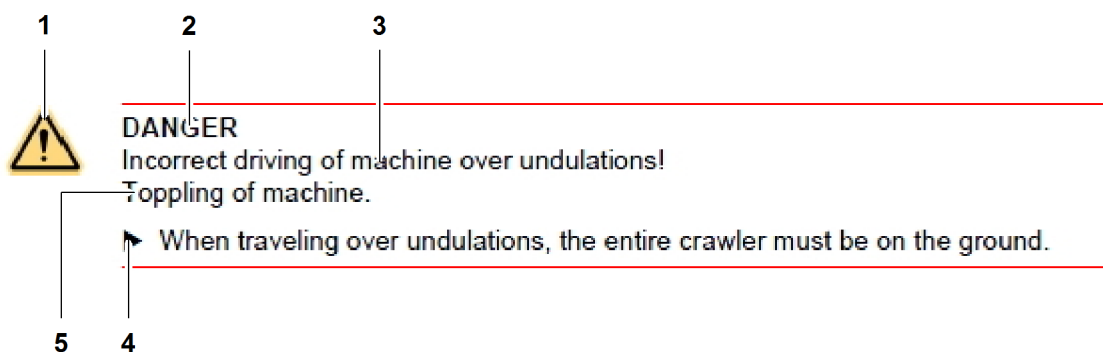 1 2 3
DANGER
Incorrect driving of machine over undulations!
Toppling of machine.
When traveling over undulations, the entire crawler must be on the ground.
5 4